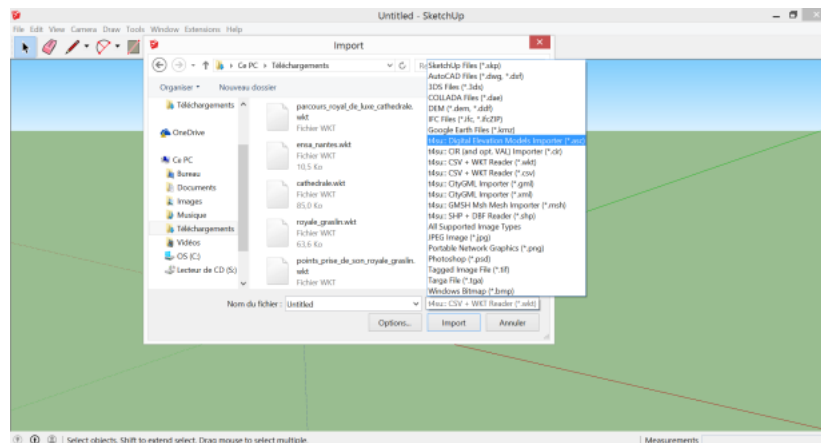 Untitled - SketchUp
File Edit View Camera Draw Tools Window Extensions Help
Import
Ce PC Téléchargements
Organiser Nouveau dossier
Téléchargements
OneDrive
Ce PC
Bureau
Documents
Images
Musique
Téléchargements
Vidéos
OS (C:)
Lecteur de CD (S:)
parcours_royal_de_luxe_cathedrale.
wkt
Fichier WKT
ensa_nantes.wkt
Fichier WKT
10,5 Ko
cathedrale.wkt
Fichier WKT
85,0 Ko
royale_graslin.wkt
Fichier WKT
63,6 Ko
points_prise_de_son_royale_graslin.
wkt
Fichier WKT
SketchUp Files (*.skp)
AutoCAD Files (*.dwg, *.dxf)
3DS Files (*.3ds)
COLLADA Files (*.dae)
DEM (*.dem, *.ddf)
IFC Files (*.ifc, *.ifcZIP)
Google Earth Files (*.kmz)
t4su:: Digital Elevation Models Importer (*.asc)
t4su:: CIR (and opt. VAL) Importer (*.cir)
t4su:: CSV + WKT Reader (*.wkt)
t4su:: CSV + WKT Reader (*.csv)
t4su:: CityGML Importer (*.gml)
t4su:: CityGML Importer (*.xml)
t4su:: GMSH Msh Mesh Importer (*.msh)
t4su:: SHP + DBF Reader (*.shp)
All Supported Image Types
JPEG Image (*.jpg)
Portable Network Graphics (*.png)
Photoshop (*.psd)
Tagged Image File (*.tif)
Targa File (*.tga)
Windows Bitmap (*.bmp)
Nom du fichier : Untitled
t4su:: CSV + WKT Reader (*.wkt)
Options... Import Annuler
Select objects. Shift to extend select. Drag mouse to select multiple.
Measurements